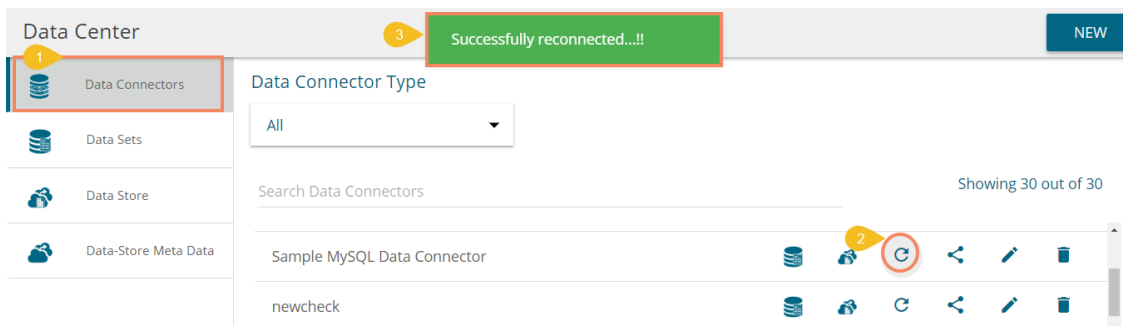 Data Center
3
Successfully reconnected...!!
NEW
1
Data Connectors
Data Sets
Data Store
Data-Store Meta Data
Data Connector Type
All
Search Data Connectors
Showing 30 out of 30
2
Sample MySQL Data Connector
newcheck